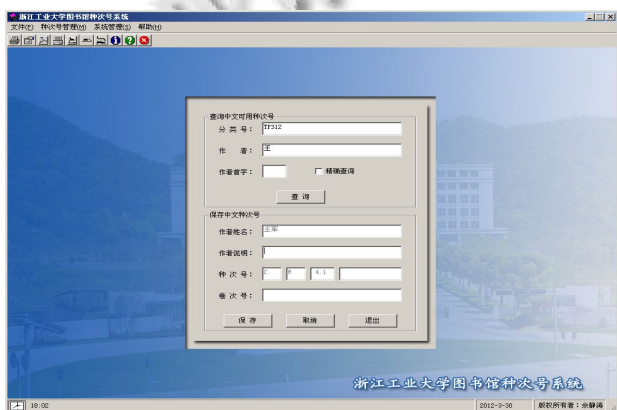 浙江工业大学图书馆种次号系统
文件(F) 种次号管理(M) 系统管理(S) 帮助(H)
查询中文可用种次号
分 类 号： TP312
作 者： 王
作者首字： 精确查询
查 询
保存中文种次号
作者姓名： 王军
作者说明：
种 次 号： C 4.1
卷 次 号：
保 存 取消 退出
浙江工业大学图书馆种次号系统
18:02 2012-3-30 版权所有者：余静涛